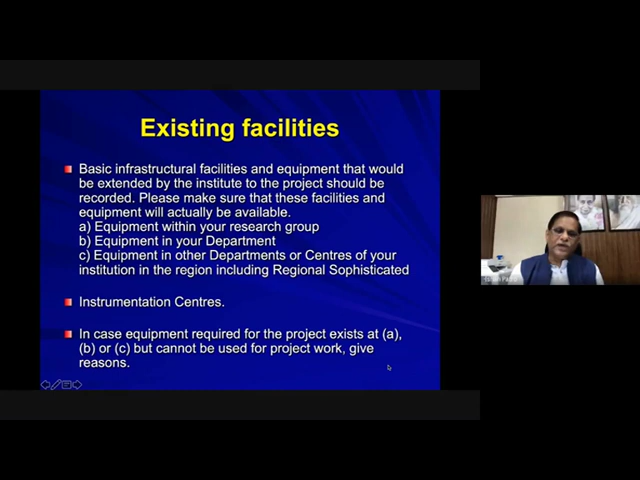 Existing facilities
Basic infrastructural facilities and equipment that would
be extended by the institute to the project should be
recorded. Please make sure that these facilities and
equipment will actually be available.
a) Equipment within your research group
b) Equipment in your Department
c) Equipment in other Departments or Centres of your
institution in the region including Regional Sophisticated
Instrumentation Centres.
In case equipment required for the project exists at (a),
(b) or (c) but cannot be used for project work, give
reasons.